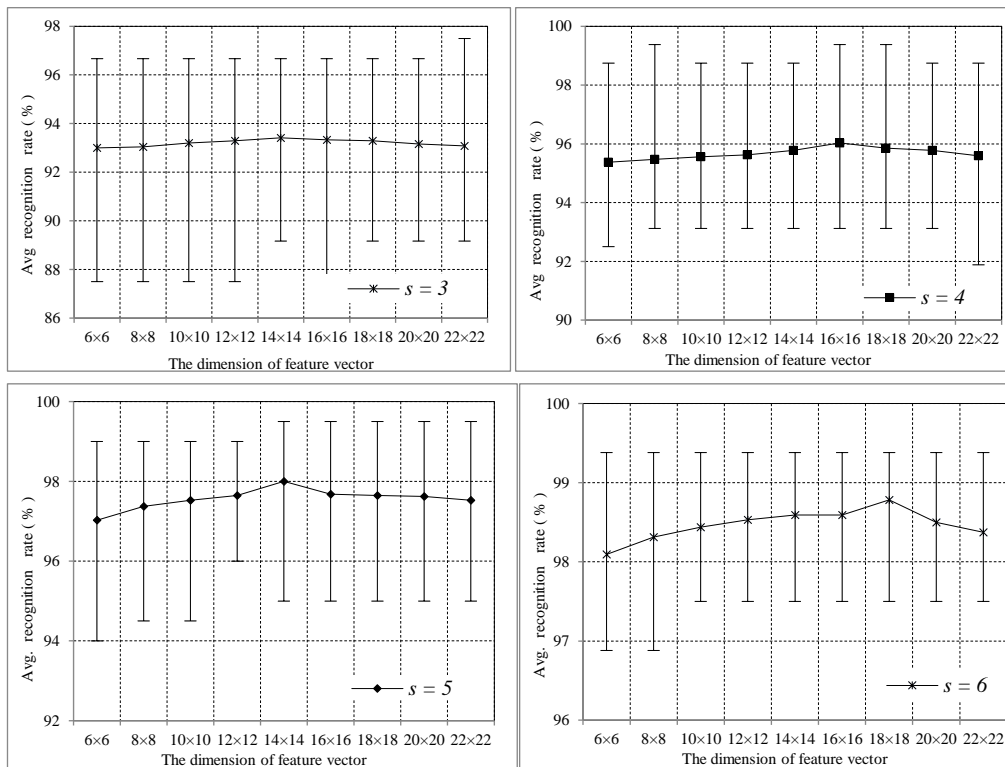 98
96
94
92
90
88
86
Avg recognition rate ( % )
6×6 8×8 10×10 12×12 14×14 16×16 18×18 20×20 22×22
The dimension of feature vector
s = 3
100
98
96
94
92
90
Avg recognition rate ( % )
6×6 8×8 10×10 12×12 14×14 16×16 18×18 20×20 22×22
The dimension of feature vector
s = 4
100
98
96
94
92
Avg. recognition rate ( % )
6×6 8×8 10×10 12×12 14×14 16×16 18×18 20×20 22×22
The dimension of feature vector
s = 5
100
99
98
97
96
Avg. recognition rate ( % )
6×6 8×8 10×10 12×12 14×14 16×16 18×18 20×20 22×22
The dimension of feature vector
s = 6